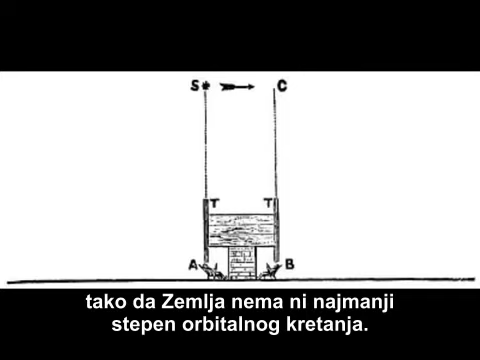 S* C
T T
A B
tako da Zemlja nema ni najmanji
stepen orbitalnog kretanja.